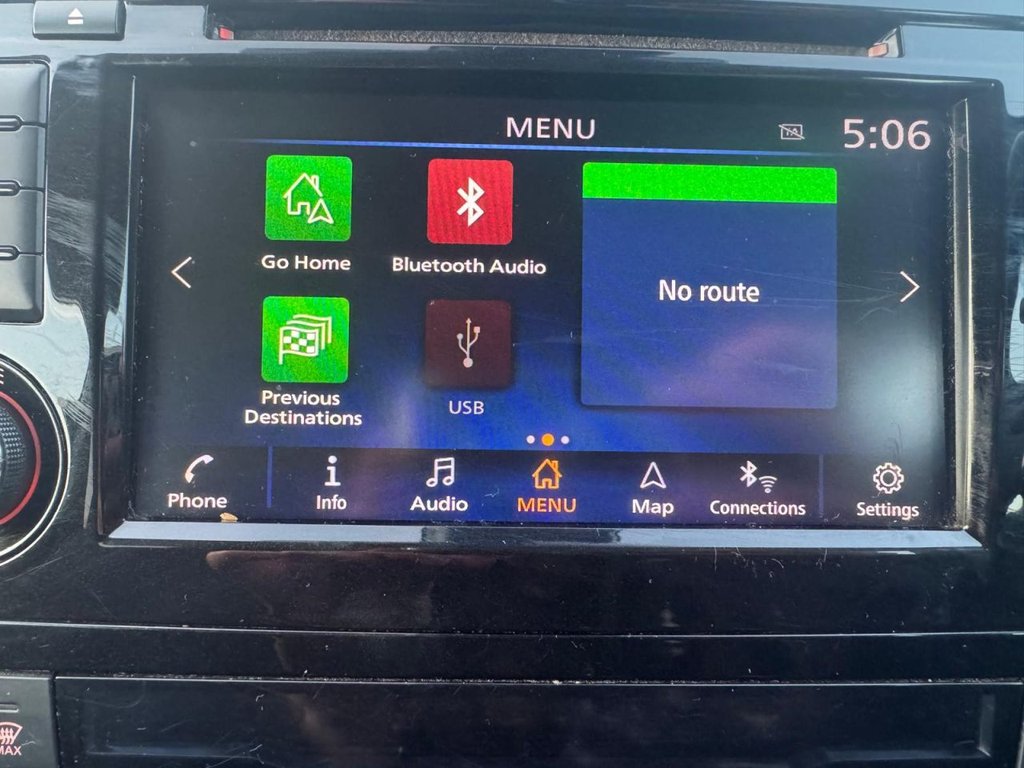 MENU
TA
5:06
Go Home
Bluetooth Audio
No route
Previous
Destinations
USB
Phone
Info
Audio
MENU
Map
Connections
Settings
MAX